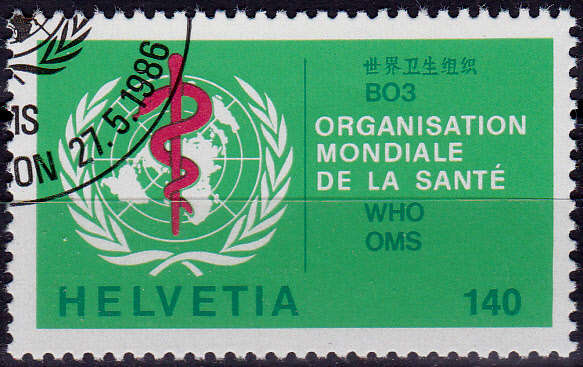 MS
ON 27.5.1986
世界卫生组织
ВОЗ
ORGANISATION
MONDIALE
DE LA SANTÉ
WHO
OMS
HELVETIA
140